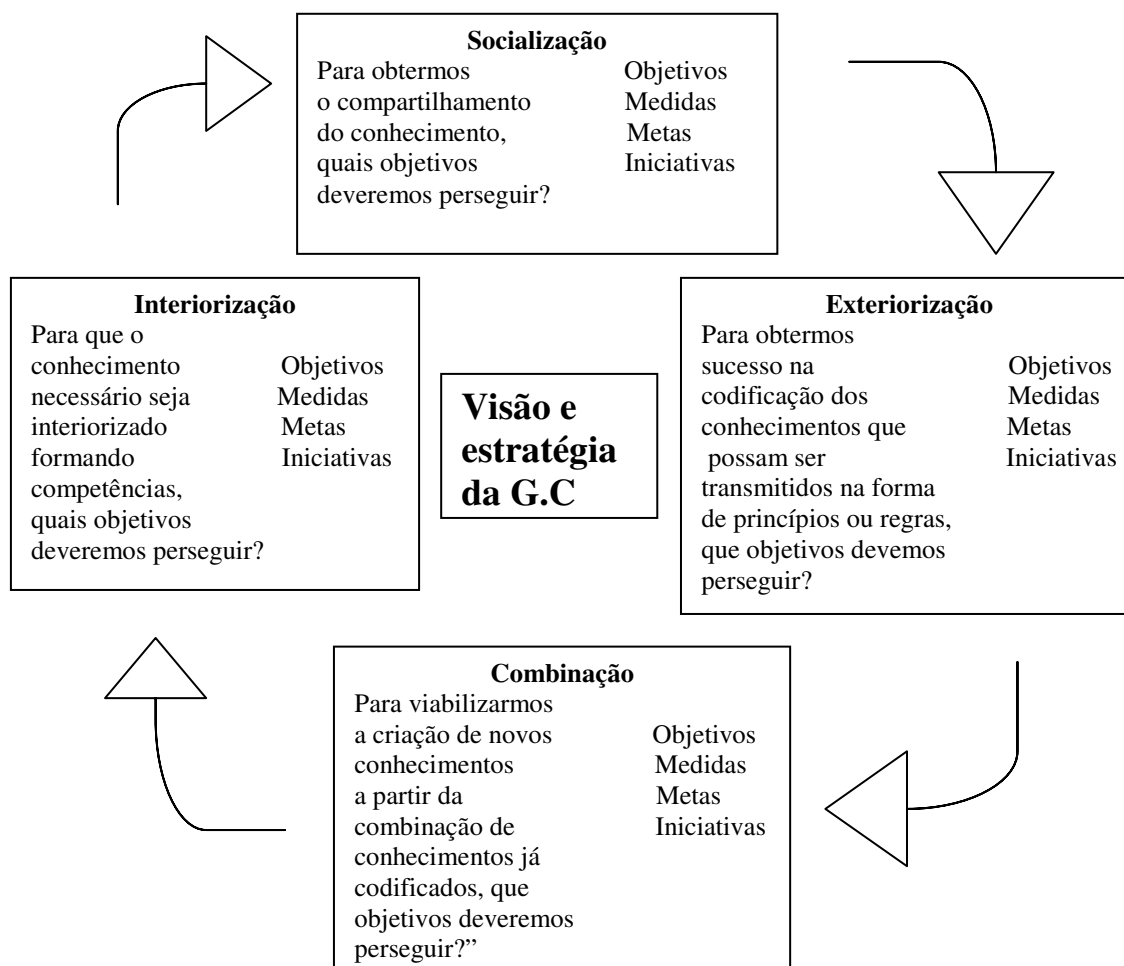 Socialização
Para obtermos Objetivos
o compartilhamento Medidas
do conhecimento, Metas
quais objetivos Iniciativas
deveremos perseguir?
Interiorização
Para que o
conhecimento Objetivos
necessário seja Medidas
interiorizado Metas
formando Iniciativas
competências,
quais objetivos
deveremos perseguir?
Visão e
estratégia
da G.C
Exteriorização
Para obtermos
sucesso na Objetivos
codificação dos Medidas
conhecimentos que Metas
possam ser Iniciativas
transmitidos na forma
de princípios ou regras,
que objetivos devemos
perseguir?
Combinação
Para viabilizarmos
a criação de novos Objetivos
conhecimentos Medidas
a partir da Metas
combinação de Iniciativas
conhecimentos já
codificados, que
objetivos deveremos
perseguir?”